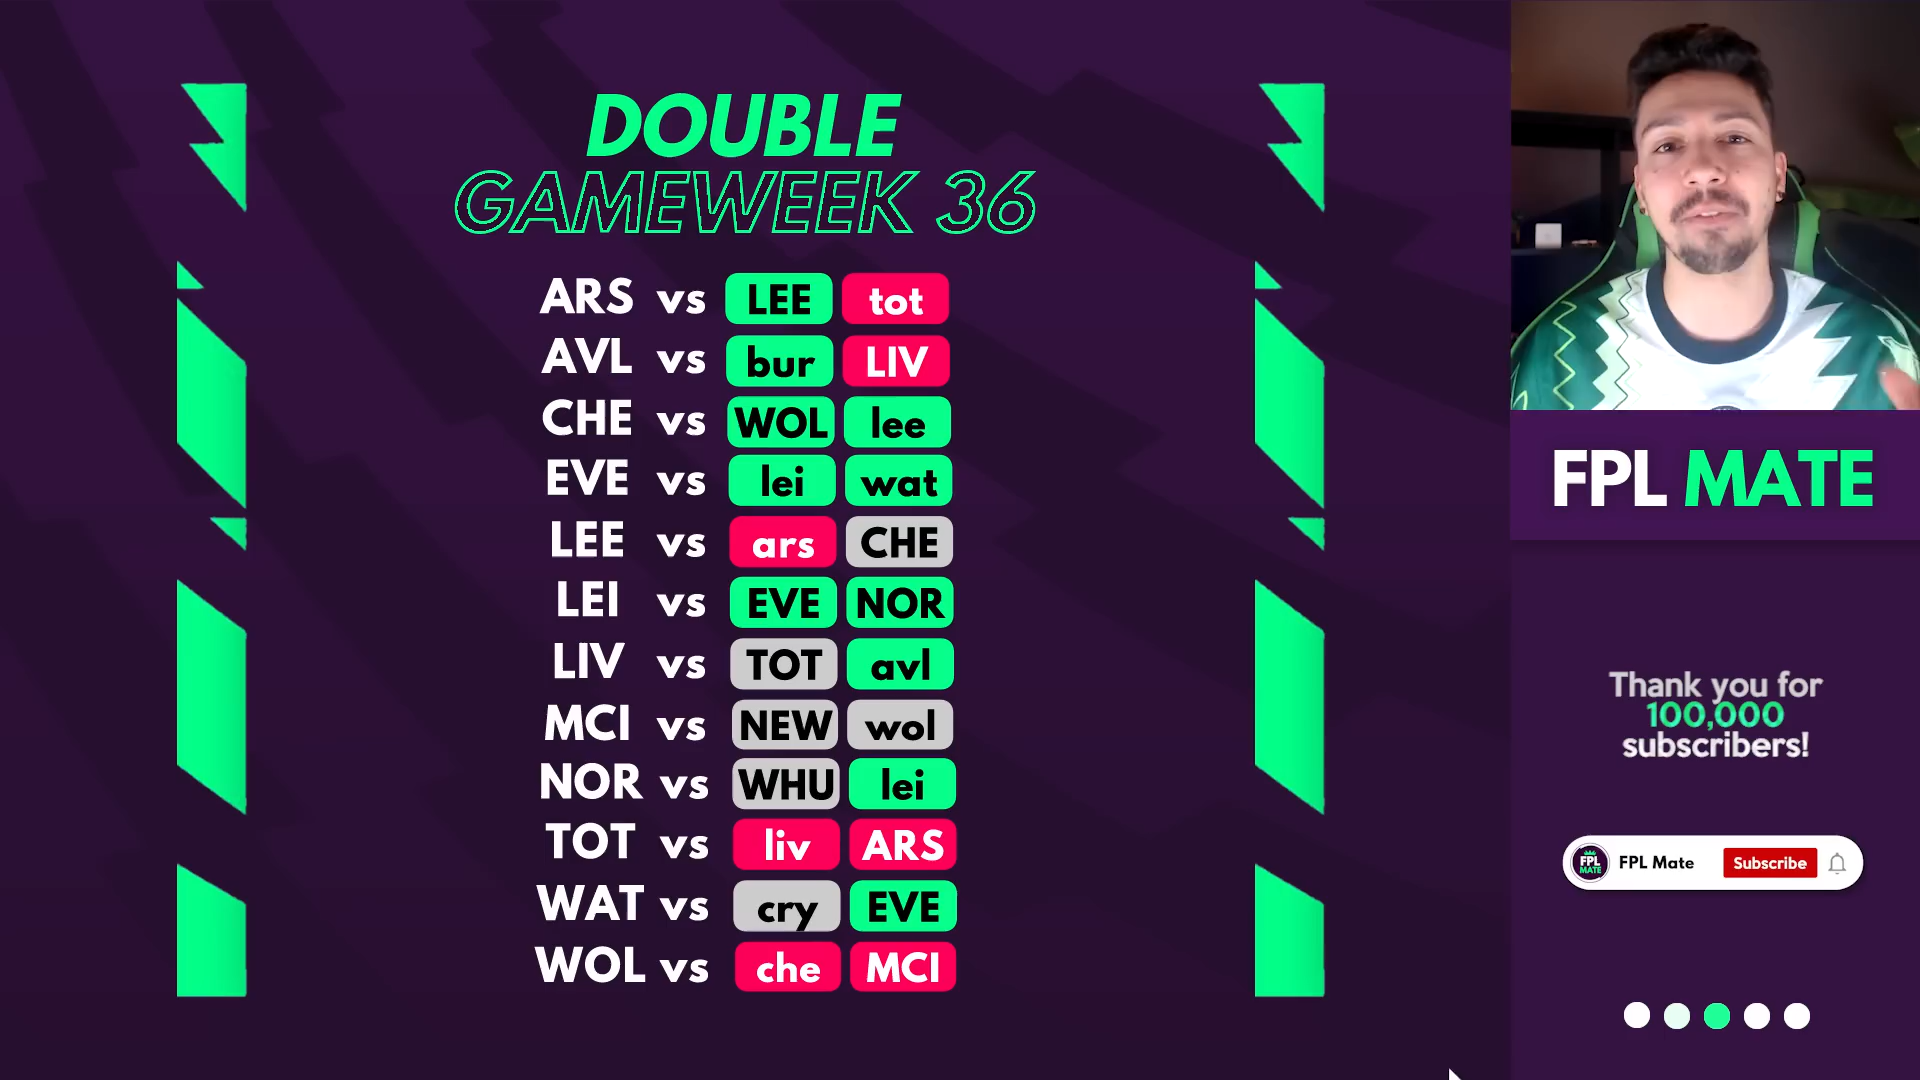 DOUBLE
GAMEWEEK 36
ARS vs LEE tot
AVL vs bur LIV
CHE vs WOL lee
EVE vs lei wat
LEE vs ars CHE
LEI vs EVE NOR
LIV vs TOT avl
MCI vs NEW wol
NOR vs WHU lei
TOT vs liv ARS
WAT vs cry EVE
WOL vs che MCI
FPL MATE
Thank you for
100,000
subscribers!
FPL
MATE
FPL Mate
Subscribe